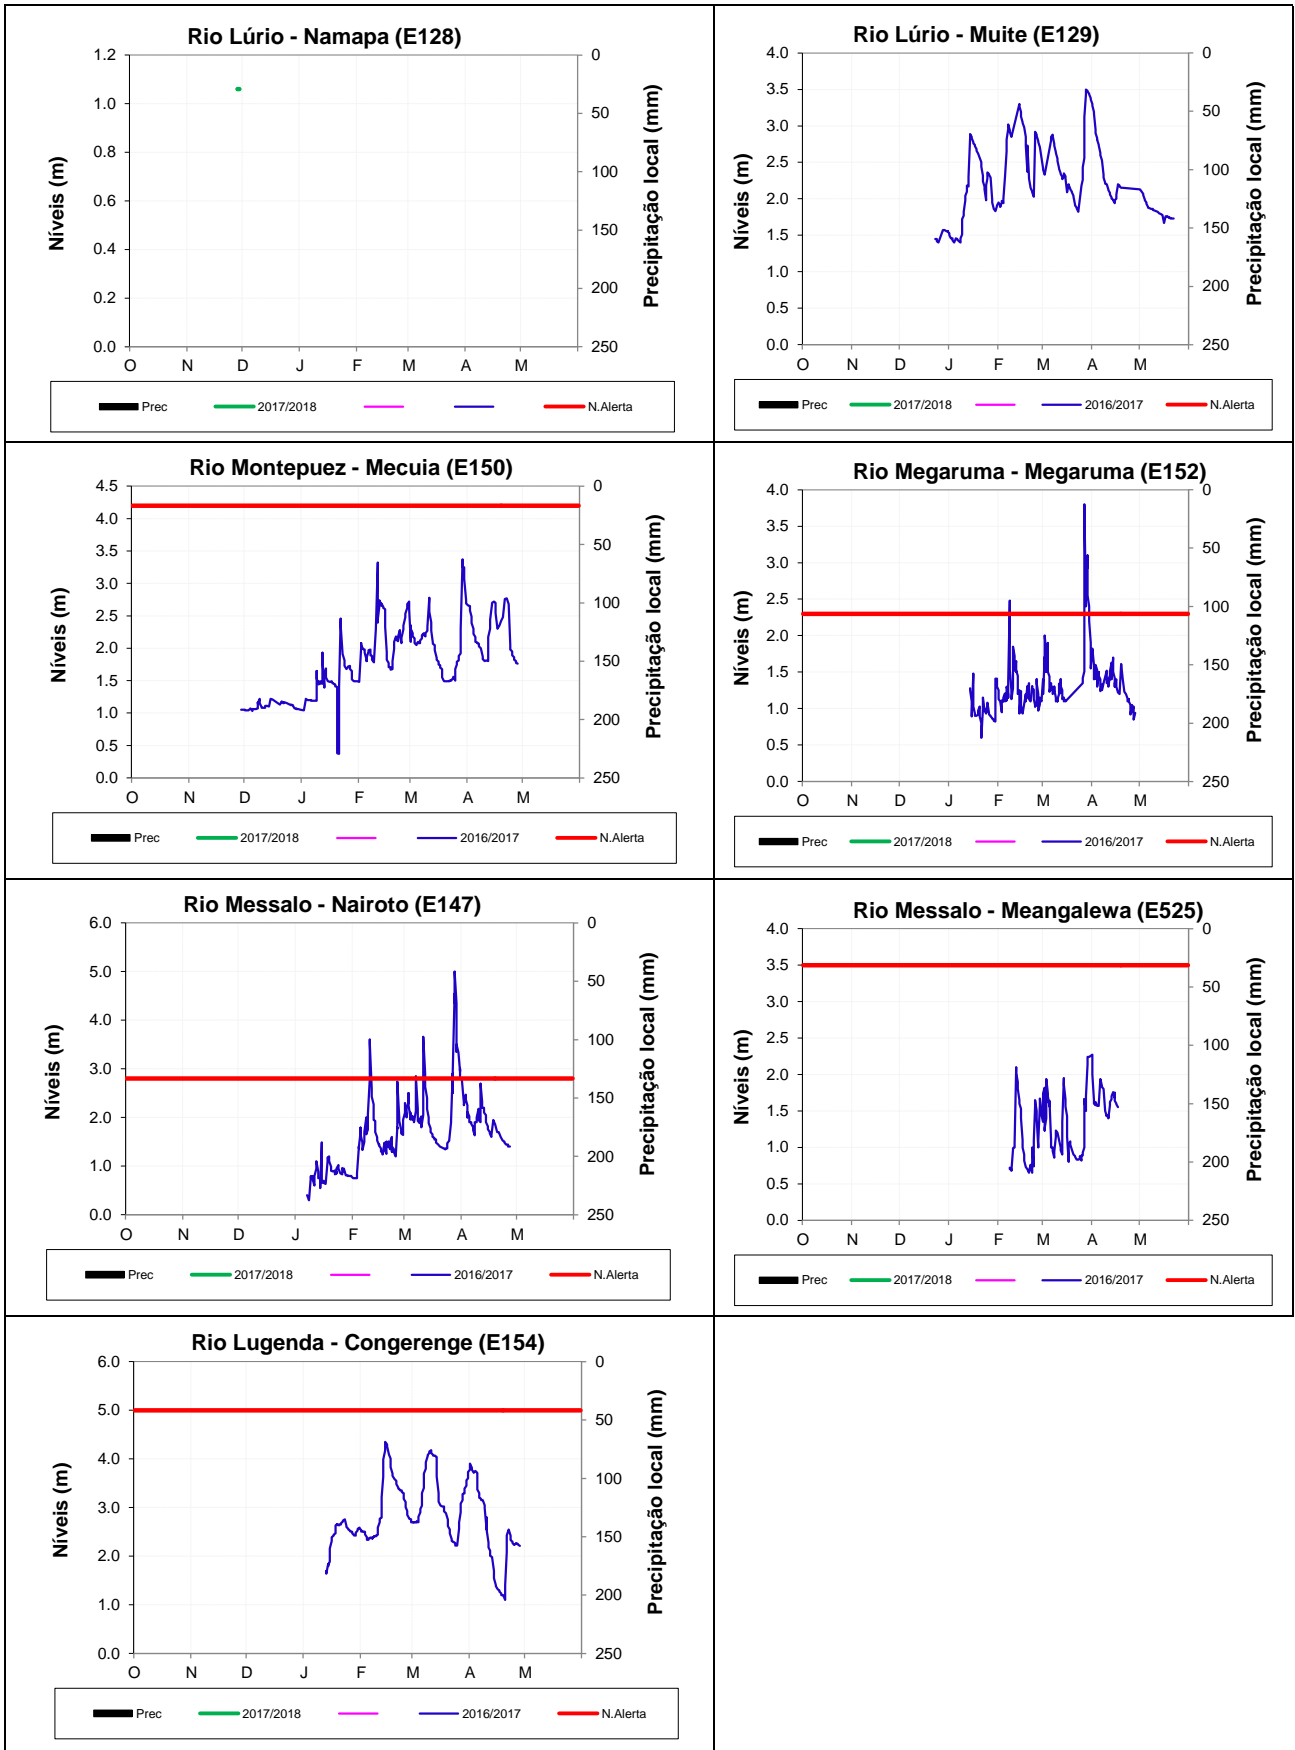 Rio Lúrio - Namapa (E128)
1.2
1.0
0.8
0.6
0.4
0.2
0.0
Níveis (m)
0
50
100
150
200
250
Precipitação local (mm)
O N D J F M A M
Prec 2017/2018 N.Alerta
Rio Lúrio - Muite (E129)
4.0
3.5
3.0
2.5
2.0
1.5
1.0
0.5
0.0
Níveis (m)
0
50
100
150
200
250
Precipitação local (mm)
O N D J F M A M
Prec 2017/2018 2016/2017 N.Alerta
Rio Montepuez - Mecuia (E150)
4.5
4.0
3.5
3.0
2.5
2.0
1.5
1.0
0.5
0.0
Níveis (m)
0
50
100
150
200
250
Precipitação local (mm)
O N D J F M A M
Prec 2017/2018 2016/2017 N.Alerta
Rio Megaruma - Megaruma (E152)
4.0
3.5
3.0
2.5
2.0
1.5
1.0
0.5
0.0
Níveis (m)
0
50
100
150
200
250
Precipitação local (mm)
O N D J F M A M
Prec 2017/2018 2016/2017 N.Alerta
Rio Messalo - Nairoto (E147)
6.0
5.0
4.0
3.0
2.0
1.0
0.0
Níveis (m)
0
50
100
150
200
250
Precipitação local (mm)
O N D J F M A M
Prec 2017/2018 2016/2017 N.Alerta
Rio Messalo - Meangalewa (E525)
4.0
3.5
3.0
2.5
2.0
1.5
1.0
0.5
0.0
Níveis (m)
0
50
100
150
200
250
Precipitação local (mm)
O N D J F M A M
Prec 2017/2018 2016/2017 N.Alerta
Rio Lugenda - Congerenge (E154)
6.0
5.0
4.0
3.0
2.0
1.0
0.0
Níveis (m)
0
50
100
150
200
250
Precipitação local (mm)
O N D J F M A M
Prec 2017/2018 2016/2017 N.Alerta